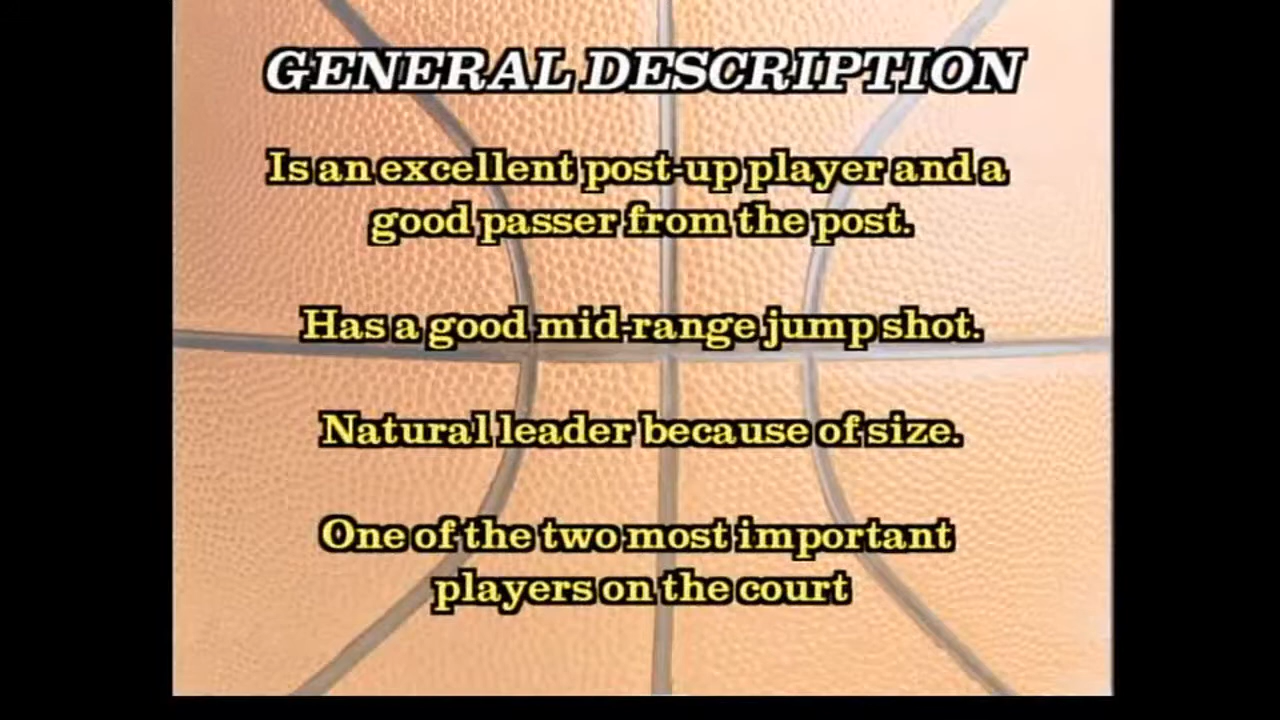 GENERAL DESCRIPTION
Is an excellent post-up player and a
good passer from the post.
Has a good mid-range jump shot.
Natural leader because of size.
One of the two most important
players on the court